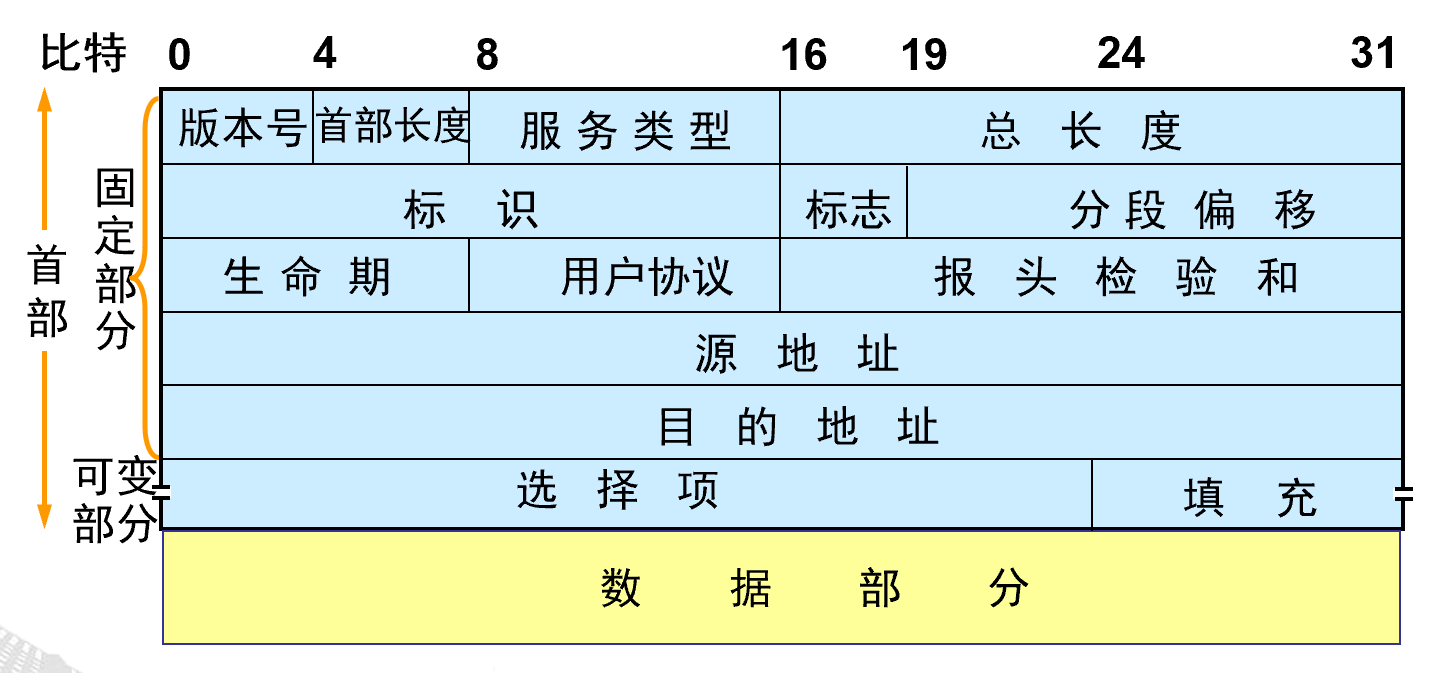 比特 0 4 8 16 19 24 31
版本号 首部长度 服务类型 总长度
标识 标志 分段偏移
生命期 用户协议 报头检验和
源地址
目的地址
选择项 填充
数据部分
首部
固定部分
可变
部分